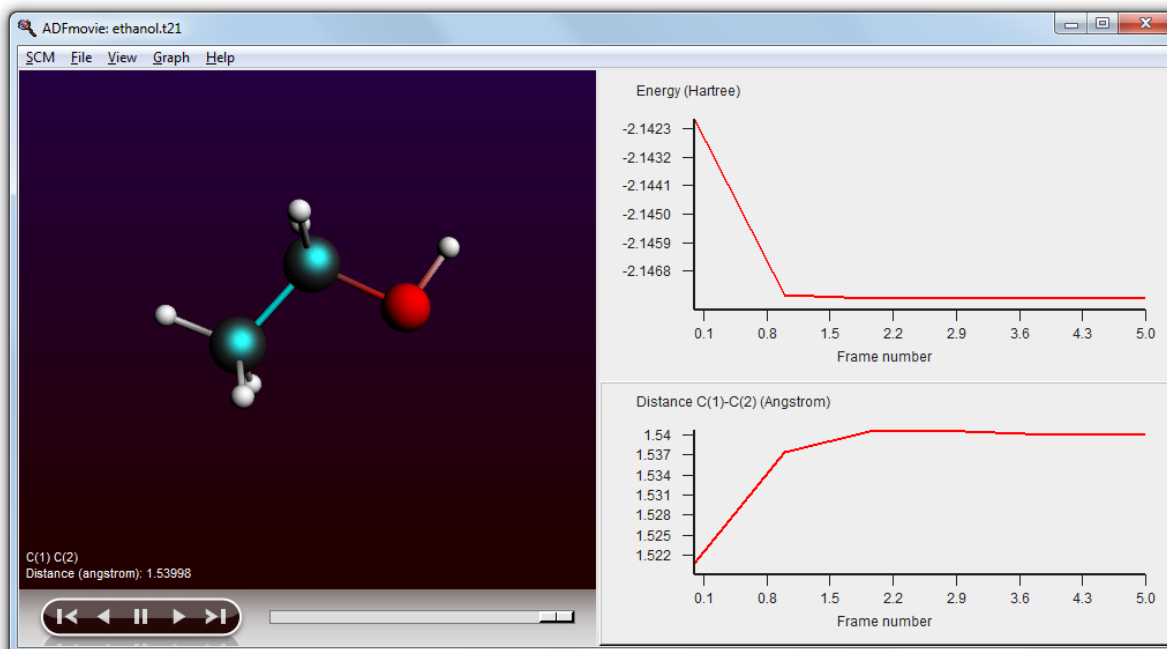 ADFmovie: ethanol.t21
SCM File View Graph Help
C(1) C(2)
Distance (angstrom): 1.53998
Energy (Hartree)
-2.1423
-2.1432
-2.1441
-2.1450
-2.1459
-2.1468
0.1 0.8 1.5 2.2 2.9 3.6 4.3 5.0
Frame number
Distance C(1)-C(2) (Angstrom)
1.54
1.537
1.534
1.531
1.528
1.525
1.522
0.1 0.8 1.5 2.2 2.9 3.6 4.3 5.0
Frame number